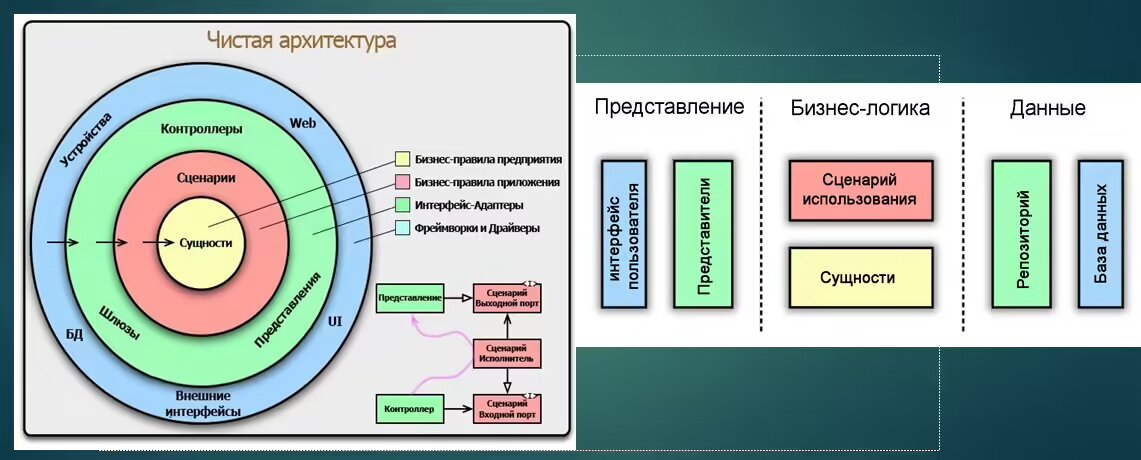 Чистая архитектура
Устройства
Web
Контроллеры
Сценарии
Сущности
Шлюзы
Представления
БД
UI
Внешние
интерфейсы
Бизнес-правила предприятия
Бизнес-правила приложения
Интерфейс-Адаптеры
Фреймворки и Драйверы
Представление
Сценарий
Выходной порт
<I>
Сценарий
Исполнитель
Контроллер
Сценарий
Входной порт
<I>
Представление
интерфейс
пользователя
Представители
Бизнес-логика
Сценарий
использования
Сущности
Данные
Репозиторий
База данных